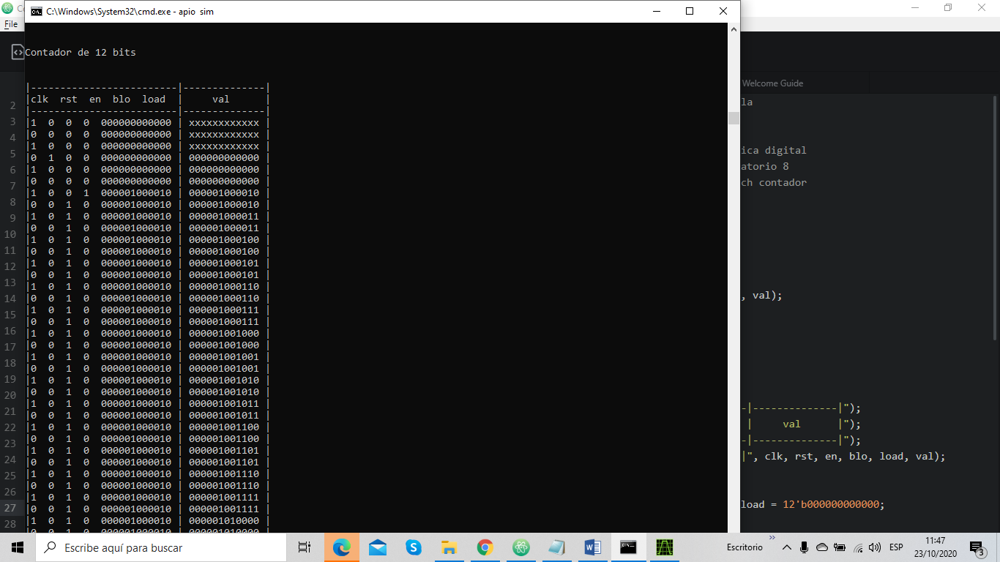 C:\Windows\System32\cmd.exe - apio sim
File
Contador de 12 bits
|-------------------------|--------------|
|clk  rst  en  blo  load  |     val      |
|-------------------------|--------------|
|1  0  0  0  000000000000 | xxxxxxxxxxxx |
|0  0  0  0  000000000000 | xxxxxxxxxxxx |
|1  0  0  0  000000000000 | xxxxxxxxxxxx |
|0  1  0  0  000000000000 | 000000000000 |
|1  0  0  0  000000000000 | 000000000000 |
|0  0  0  0  000000000000 | 000000000000 |
|1  0  0  1  000001000010 | 000001000010 |
|0  0  1  0  000001000010 | 000001000010 |
|1  0  1  0  000001000010 | 000001000011 |
|0  0  1  0  000001000010 | 000001000011 |
|1  0  1  0  000001000010 | 000001000100 |
|0  0  1  0  000001000010 | 000001000100 |
|1  0  1  0  000001000010 | 000001000101 |
|0  0  1  0  000001000010 | 000001000101 |
|1  0  1  0  000001000010 | 000001000110 |
|0  0  1  0  000001000010 | 000001000110 |
|1  0  1  0  000001000010 | 000001000111 |
|0  0  1  0  000001000010 | 000001000111 |
|1  0  1  0  000001000010 | 000001001000 |
|0  0  1  0  000001000010 | 000001001000 |
|1  0  1  0  000001000010 | 000001001001 |
|0  0  1  0  000001000010 | 000001001001 |
|1  0  1  0  000001000010 | 000001001010 |
|0  0  1  0  000001000010 | 000001001010 |
|1  0  1  0  000001000010 | 000001001011 |
|0  0  1  0  000001000010 | 000001001011 |
|1  0  1  0  000001000010 | 000001001100 |
|0  0  1  0  000001000010 | 000001001100 |
|1  0  1  0  000001000010 | 000001001101 |
|0  0  1  0  000001000010 | 000001001101 |
|1  0  1  0  000001000010 | 000001001110 |
|0  0  1  0  000001000010 | 000001001110 |
|1  0  1  0  000001000010 | 000001001111 |
|0  0  1  0  000001000010 | 000001001111 |
|1  0  1  0  000001000010 | 000001010000 |
2
3
4
5
6
7
8
9
10
11
12
13
14
15
16
17
18
19
20
21
22
23
24
25
26
27
28
Welcome Guide
la
ica digital
atorio 8
ch contador
, val);
-|--------------|");
|     val      |");
-|--------------|");
|", clk, rst, en, blo, load, val);
load = 12'b000000000000;
Escribe aquí para buscar
Escritorio
ESP
11:47
23/10/2020
3